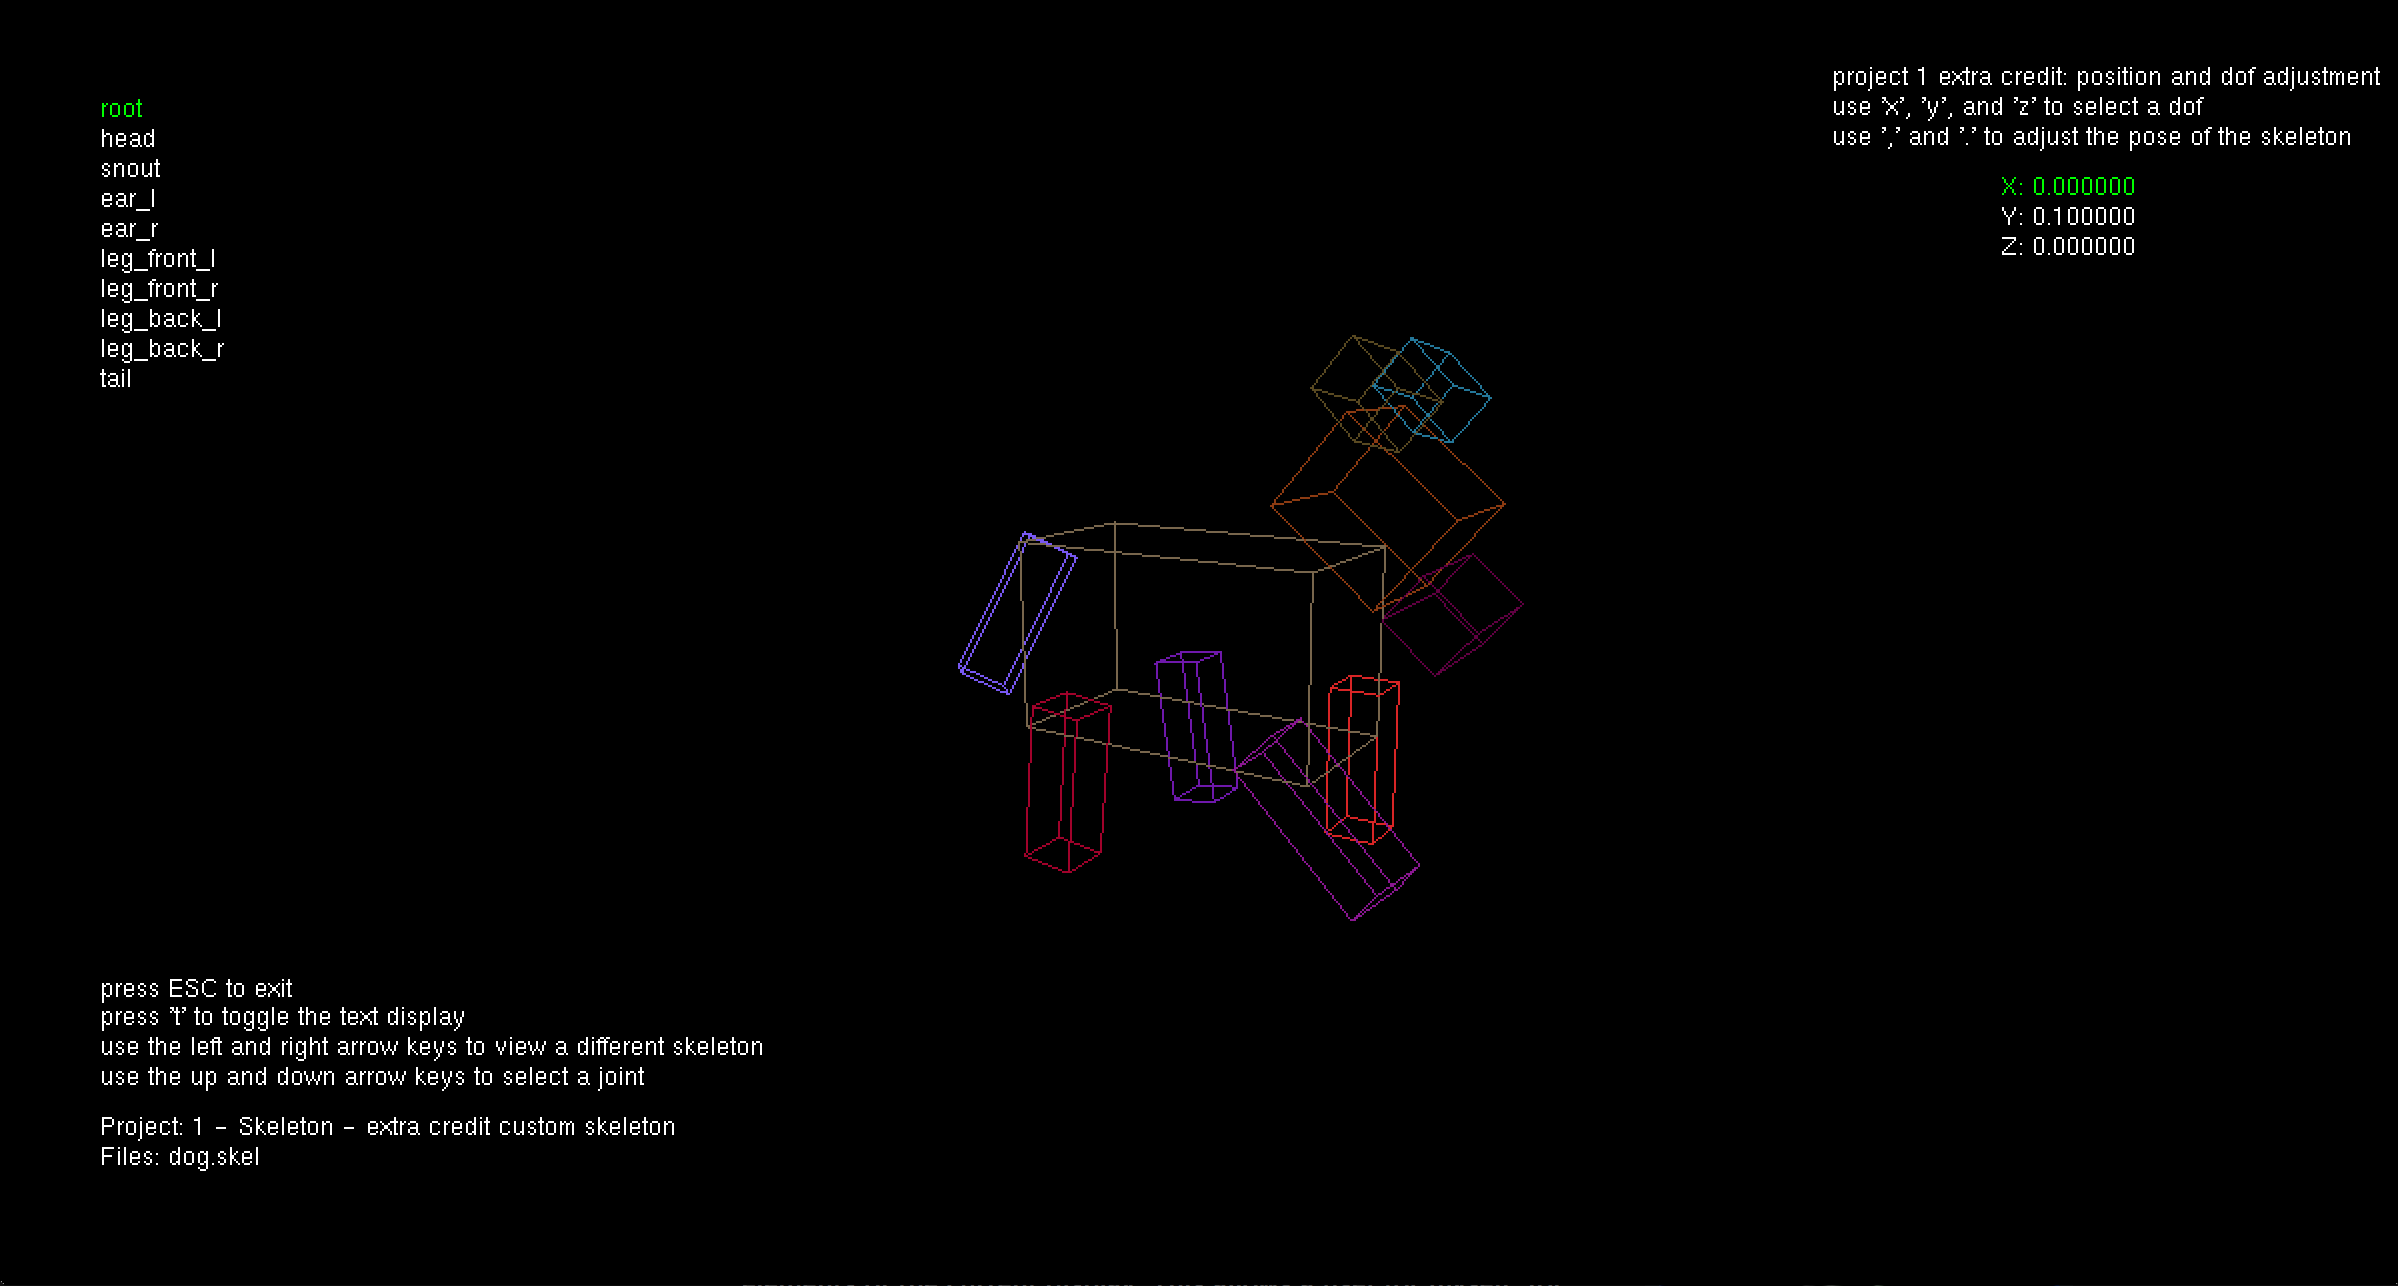 root
head
snout
ear_l
ear_r
leg_front_l
leg_front_r
leg_back_l
leg_back_r
tail
project 1 extra credit: position and dof adjustment
use 'x', 'y', and 'z' to select a dof
use ',' and '.' to adjust the pose of the skeleton
X: 0.000000
Y: 0.100000
Z: 0.000000
press ESC to exit
press 't' to toggle the text display
use the left and right arrow keys to view a different skeleton
use the up and down arrow keys to select a joint
Project: 1 - Skeleton - extra credit custom skeleton
Files: dog.skel